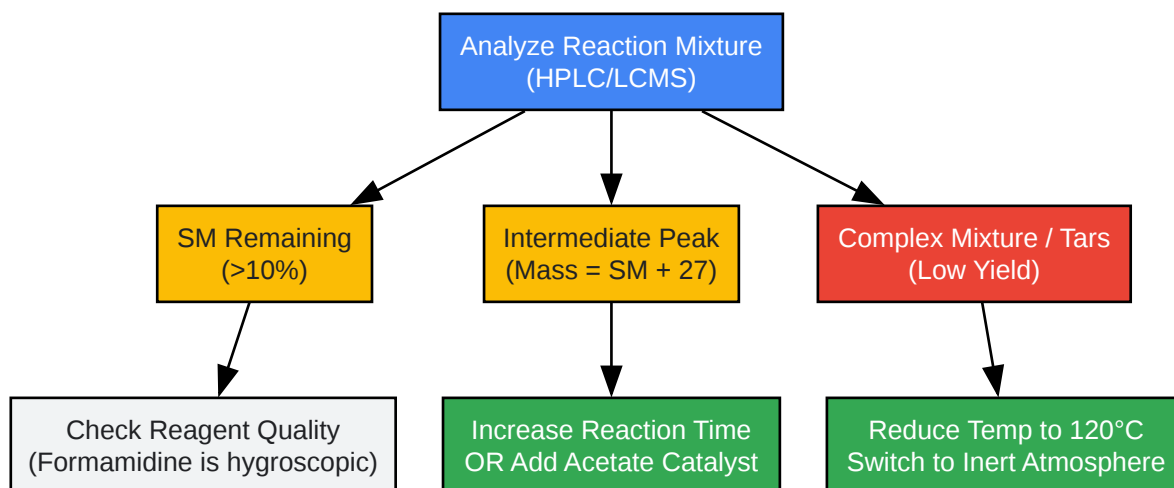 Analyze Reaction Mixture
(HPLC/LCMS)
SM Remaining
(>10%)
Intermediate Peak
(Mass = SM + 27)
Complex Mixture / Tars
(Low Yield)
Check Reagent Quality
(Formamidine is hygroscopic)
Increase Reaction Time
OR Add Acetate Catalyst
Reduce Temp to 120°C
Switch to Inert Atmosphere